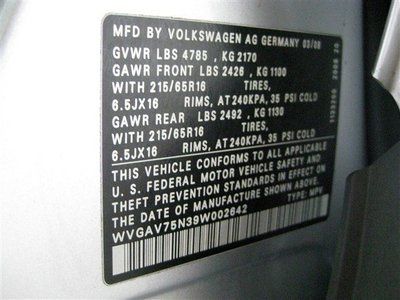 MFD BY VOLKSWAGEN AG GERMANY 03/08
GVWR LBS 4785 , KG 2170
GAWR FRONT LBS 2426 , KG 1100
WITH 215/65R16 TIRES,
6.5JX16 RIMS, AT 240KPA, 35 PSI COLD
GAWR REAR LBS 2492 , KG 1130
WITH 215/65R16 TIRES,
6.5JX16 RIMS, AT 240KPA, 35 PSI COLD
THIS VEHICLE CONFORMS TO ALL APPLICABLE
U. S. FEDERAL MOTOR VEHICLE SAFETY AND
THEFT PREVENTION STANDARDS IN EFFECT ON
THE DATE OF MANUFACTURE SHOWN ABOVE.
WVGAV75N39W002642 TYPE: MPV